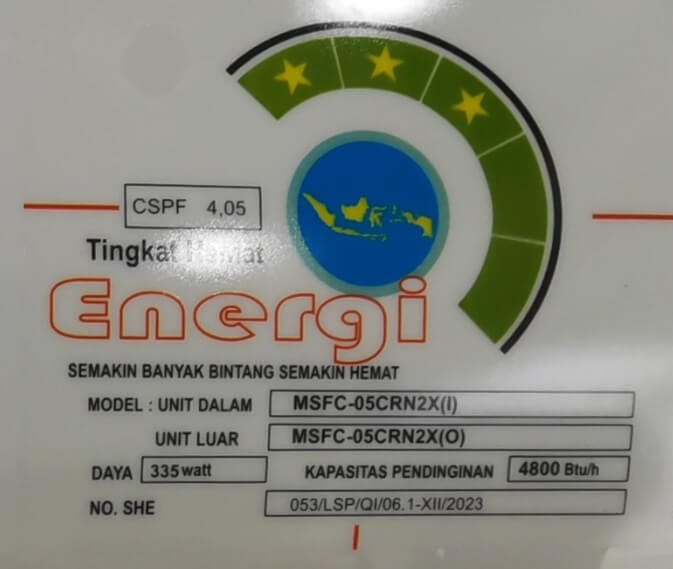 CSPF 4,05
Tingkat Hemat
Energi
SEMAKIN BANYAK BINTANG SEMAKIN HEMAT
MODEL : UNIT DALAM MSFC-05CRN2X(I)
UNIT LUAR MSFC-05CRN2X(O)
DAYA 335 watt KAPASITAS PENDINGINAN 4800 Btu/h
NO. SHE 053/LSP/QI/06.1-XII/2023